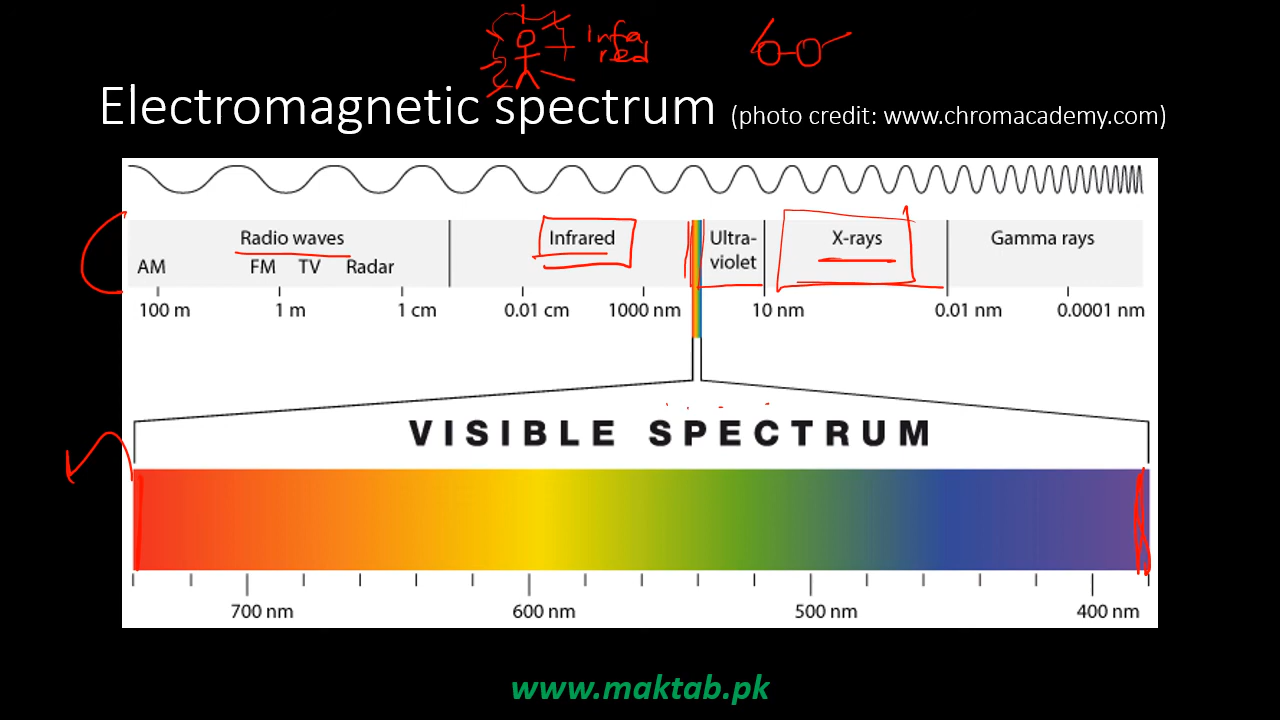 Infra
red
Electromagnetic spectrum (photo credit: www.chromacademy.com)
Radio waves Infrared Ultra- X-rays Gamma rays
AM FM TV Radar violet
100 m 1 m 1 cm 0.01 cm 1000 nm 10 nm 0.01 nm 0.0001 nm
VISIBLE SPECTRUM
700 nm 600 nm 500 nm 400 nm
www.maktab.pk